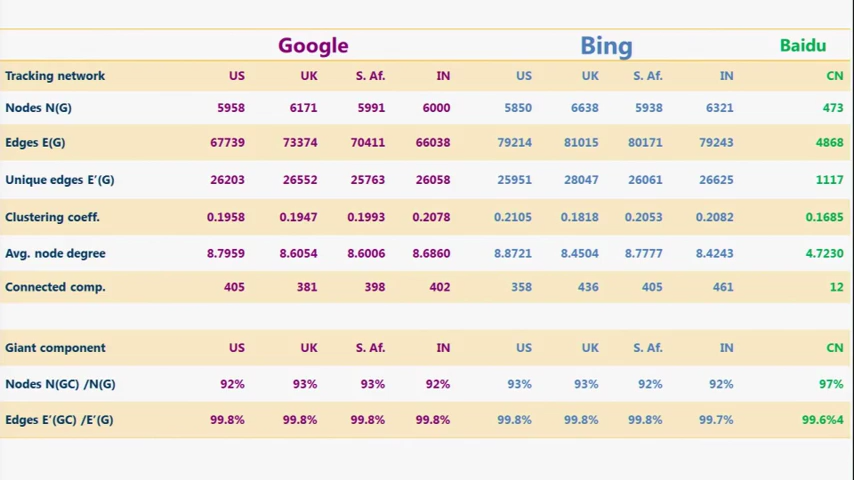 Google Bing Baidu
Tracking network US UK S. Af. IN US UK S. Af. IN CN
Nodes N(G) 5958 6171 5991 6000 5850 6638 5938 6321 473
Edges E(G) 67739 73374 70411 66038 79214 81015 80171 79243 4868
Unique edges E’(G) 26203 26552 25763 26058 25951 28047 26061 26625 1117
Clustering coeff. 0.1958 0.1947 0.1993 0.2078 0.2105 0.1818 0.2053 0.2082 0.1685
Avg. node degree 8.7959 8.6054 8.6006 8.6860 8.8721 8.4504 8.7777 8.4243 4.7230
Connected comp. 405 381 398 402 358 436 405 461 12
Giant component US UK S. Af. IN US UK S. Af. IN CN
Nodes N(GC) /N(G) 92% 93% 93% 92% 93% 93% 92% 92% 97%
Edges E’(GC) /E’(G) 99.8% 99.8% 99.8% 99.8% 99.8% 99.8% 99.8% 99.7% 99.6%4